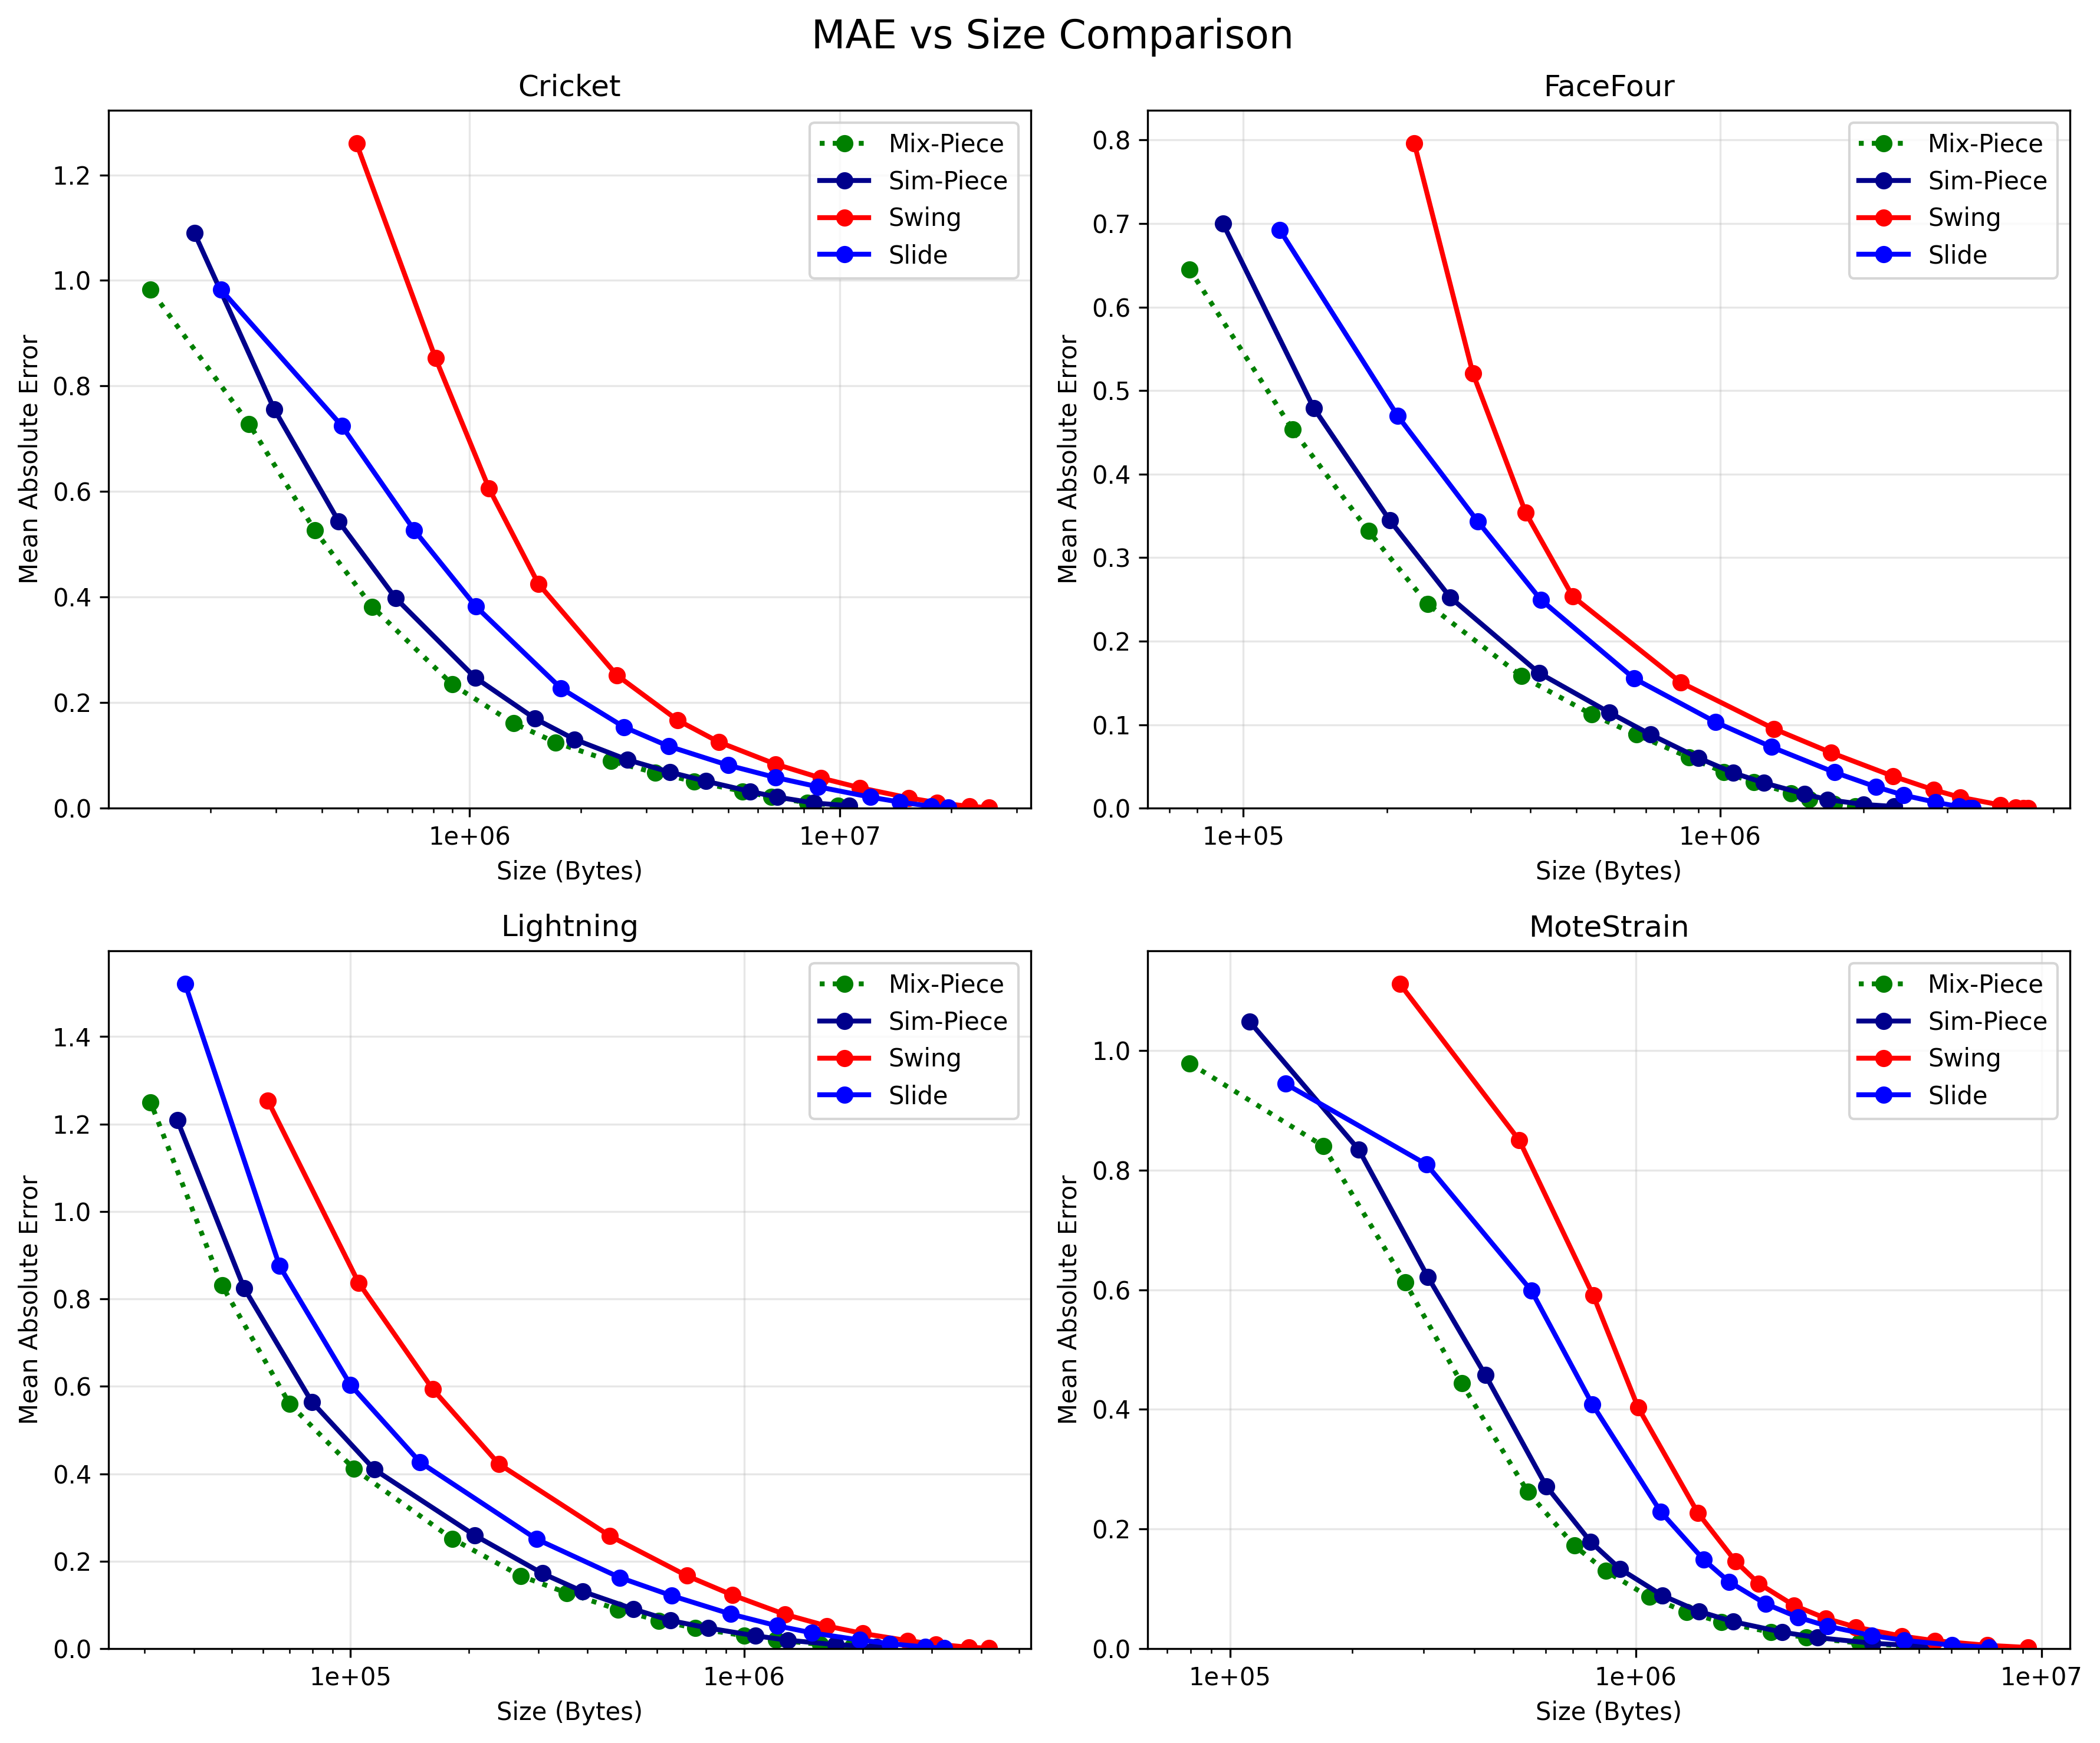 MAE vs Size Comparison
Cricket
Mean Absolute Error
1.2
1.0
0.8
0.6
0.4
0.2
0.0
Mix-Piece
Sim-Piece
Swing
Slide
1e+06
1e+07
Size (Bytes)
FaceFour
Mean Absolute Error
0.8
0.7
0.6
0.5
0.4
0.3
0.2
0.1
0.0
Mix-Piece
Sim-Piece
Swing
Slide
1e+05
1e+06
Size (Bytes)
Lightning
Mean Absolute Error
1.4
1.2
1.0
0.8
0.6
0.4
0.2
0.0
Mix-Piece
Sim-Piece
Swing
Slide
1e+05
1e+06
Size (Bytes)
MoteStrain
Mean Absolute Error
1.0
0.8
0.6
0.4
0.2
0.0
Mix-Piece
Sim-Piece
Swing
Slide
1e+05
1e+06
1e+07
Size (Bytes)